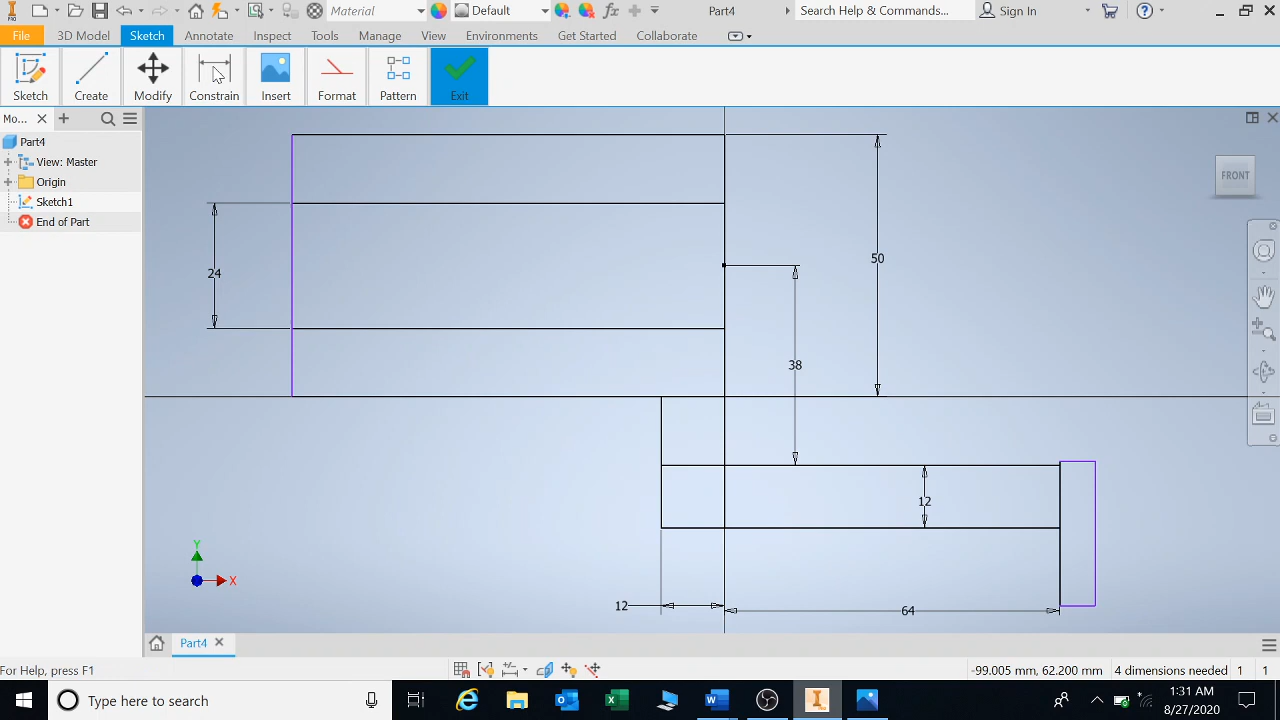 PRO
Material
Default
fx
Part4
Search Help & Commands...
Sign In
File
3D Model
Sketch
Annotate
Inspect
Tools
Manage
View
Environments
Get Started
Collaborate
Sketch
Create
Modify
Constrain
Insert
Format
Pattern
Exit
Mo...
Part4
View: Master
Origin
Sketch1
End of Part
FRONT
24
50
38
12
12
64
Y
X
Part4
For Help, press F1
-99.005 mm, 62.200 mm
4 dimensions needed
1
1
Type here to search
1:31 AM
8/27/2020